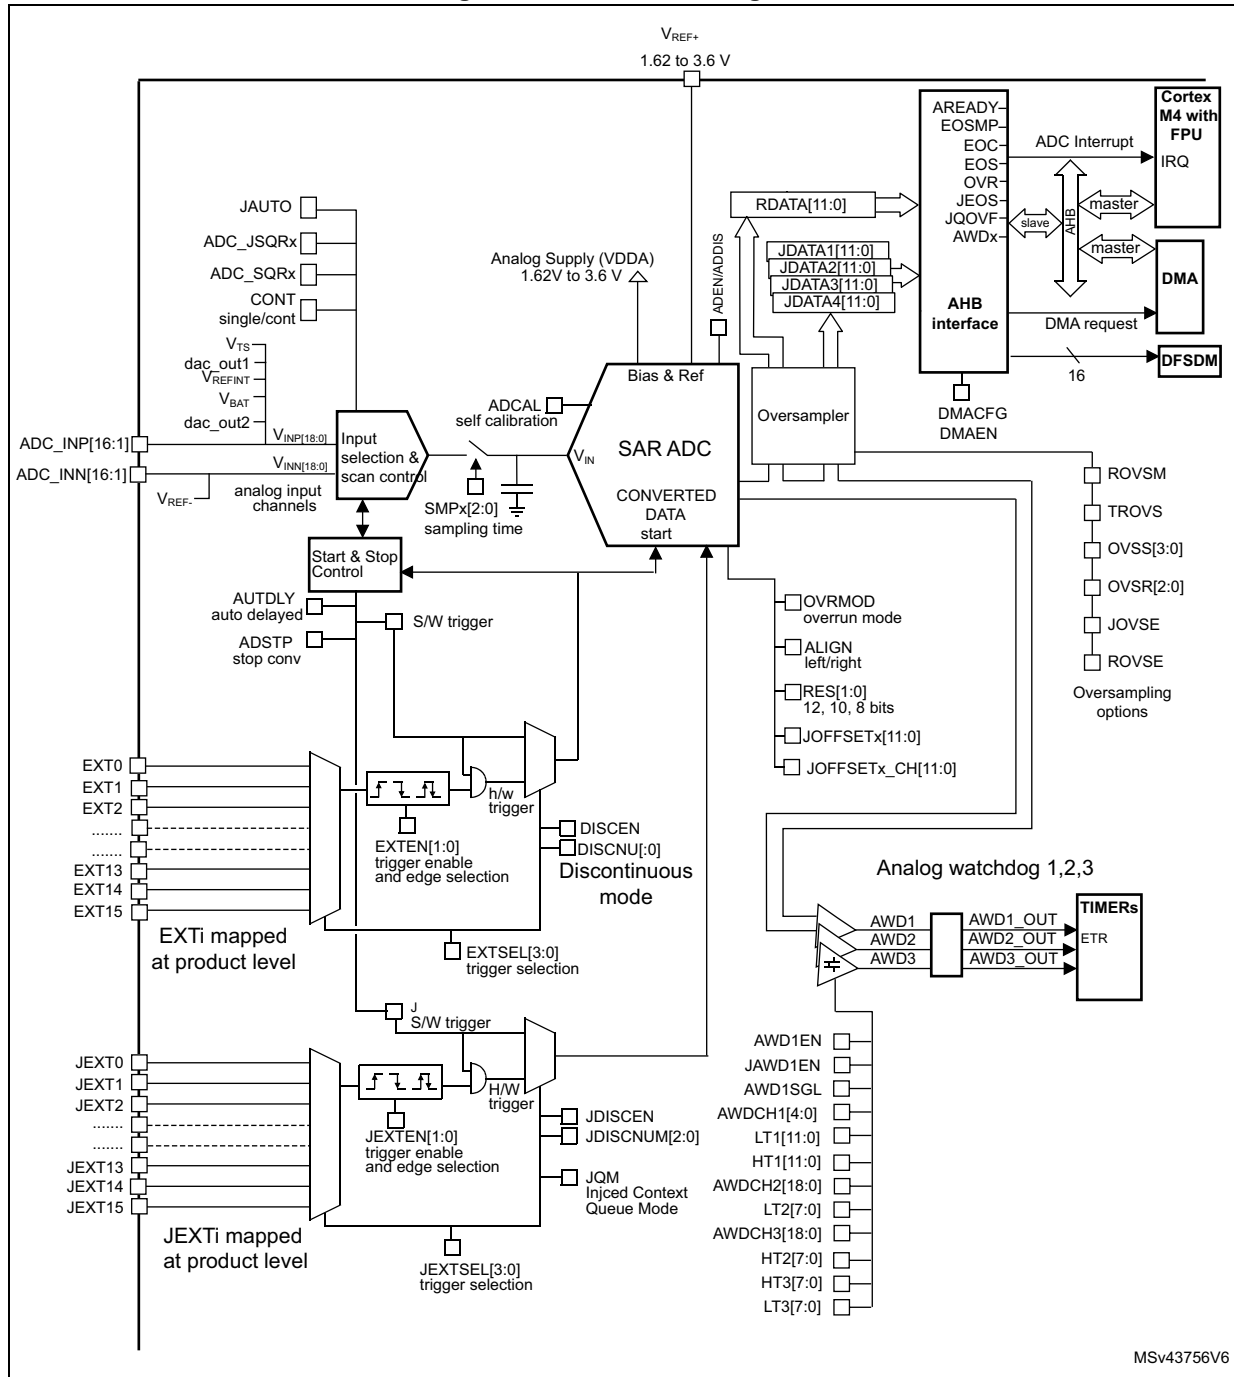 VREF+
1.62 to 3.6 V
AREADY
EOSMP
EOC
EOS
OVR
JEOS
JQOVF
AWDx
AHB
interface
Cortex
M4 with
FPU
IRQ
ADC Interrupt
AHB
slave
master
master
DMA
DMA request
16
DFSDM
DMACFG
DMAEN
RDATA[11:0]
JDATA1[11:0]
JDATA2[11:0]
JDATA3[11:0]
JDATA4[11:0]
JAUTO
ADC_JSQRx
ADC_SQRx
CONT
single/cont
Analog Supply (VDDA)
1.62V to 3.6 V
ADEN/ADDIS
VTS
dac_out1
VREFINT
VBAT
dac_out2
ADC_INP[16:1]
ADC_INN[16:1]
VINP[18:0]
VINN[18:0]
VREF-
analog input
channels
Input
selection &
scan control
ADCAL
self calibration
SMPx[2:0]
sampling time
Bias & Ref
SAR ADC
VIN
CONVERTED
DATA
start
Oversampler
ROVSM
TROVS
OVSS[3:0]
OVSR[2:0]
JOVSE
ROVSE
Oversampling
options
Start & Stop
Control
AUTDLY
auto delayed
ADSTP
stop conv
S/W trigger
OVRMOD
overrun mode
ALIGN
left/right
RES[1:0]
12, 10, 8 bits
JOFFSETx[11:0]
JOFFSETx_CH[11:0]
EXT0
EXT1
EXT2
.......
.......
EXT13
EXT14
EXT15
EXTi mapped
at product level
h/w
trigger
EXTEN[1:0]
trigger enable
and edge selection
DISCEN
DISCNU[:0]
Discontinuous
mode
EXTSEL[3:0]
trigger selection
Analog watchdog 1,2,3
AWD1
AWD2
AWD3
AWD1_OUT
AWD2_OUT
AWD3_OUT
TIMERs
ETR
J
S/W trigger
JEXT0
JEXT1
JEXT2
.......
.......
JEXT13
JEXT14
JEXT15
JEXTi mapped
at product level
H/W
trigger
JEXTEN[1:0]
trigger enable
and edge selection
JDISCEN
JDISCNUM[2:0]
JQM
Injced Context
Queue Mode
JEXTSEL[3:0]
trigger selection
AWD1EN
JAWD1EN
AWD1SGL
AWDCH1[4:0]
LT1[11:0]
HT1[11:0]
AWDCH2[18:0]
LT2[7:0]
AWDCH3[18:0]
HT2[7:0]
HT3[7:0]
LT3[7:0]
MSv43756V6